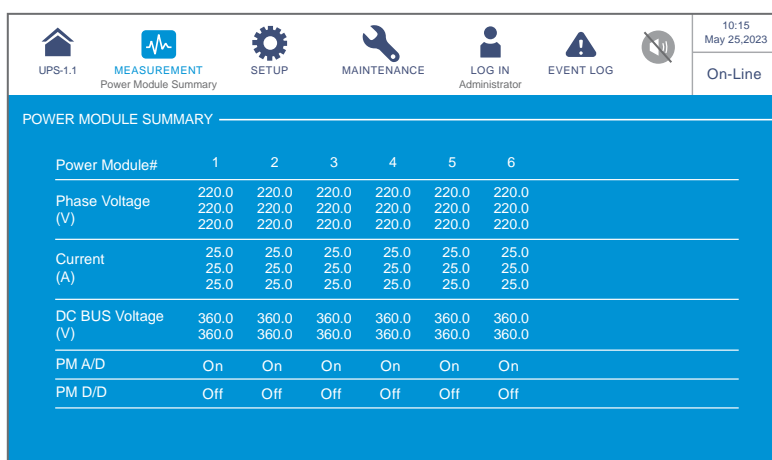 10:15
May 25,2023
UPS-1.1 MEASUREMENT SETUP MAINTENANCE LOG IN EVENT LOG
Power Module Summary Administrator
On-Line
POWER MODULE SUMMARY
Power Module# 1 2 3 4 5 6
Phase Voltage 220.0 220.0 220.0 220.0 220.0 220.0
(V) 220.0 220.0 220.0 220.0 220.0 220.0
220.0 220.0 220.0 220.0 220.0 220.0
Current 25.0 25.0 25.0 25.0 25.0 25.0
(A) 25.0 25.0 25.0 25.0 25.0 25.0
25.0 25.0 25.0 25.0 25.0 25.0
DC BUS Voltage 360.0 360.0 360.0 360.0 360.0 360.0
(V) 360.0 360.0 360.0 360.0 360.0 360.0
PM A/D On On On On On On
PM D/D Off Off Off Off Off Off